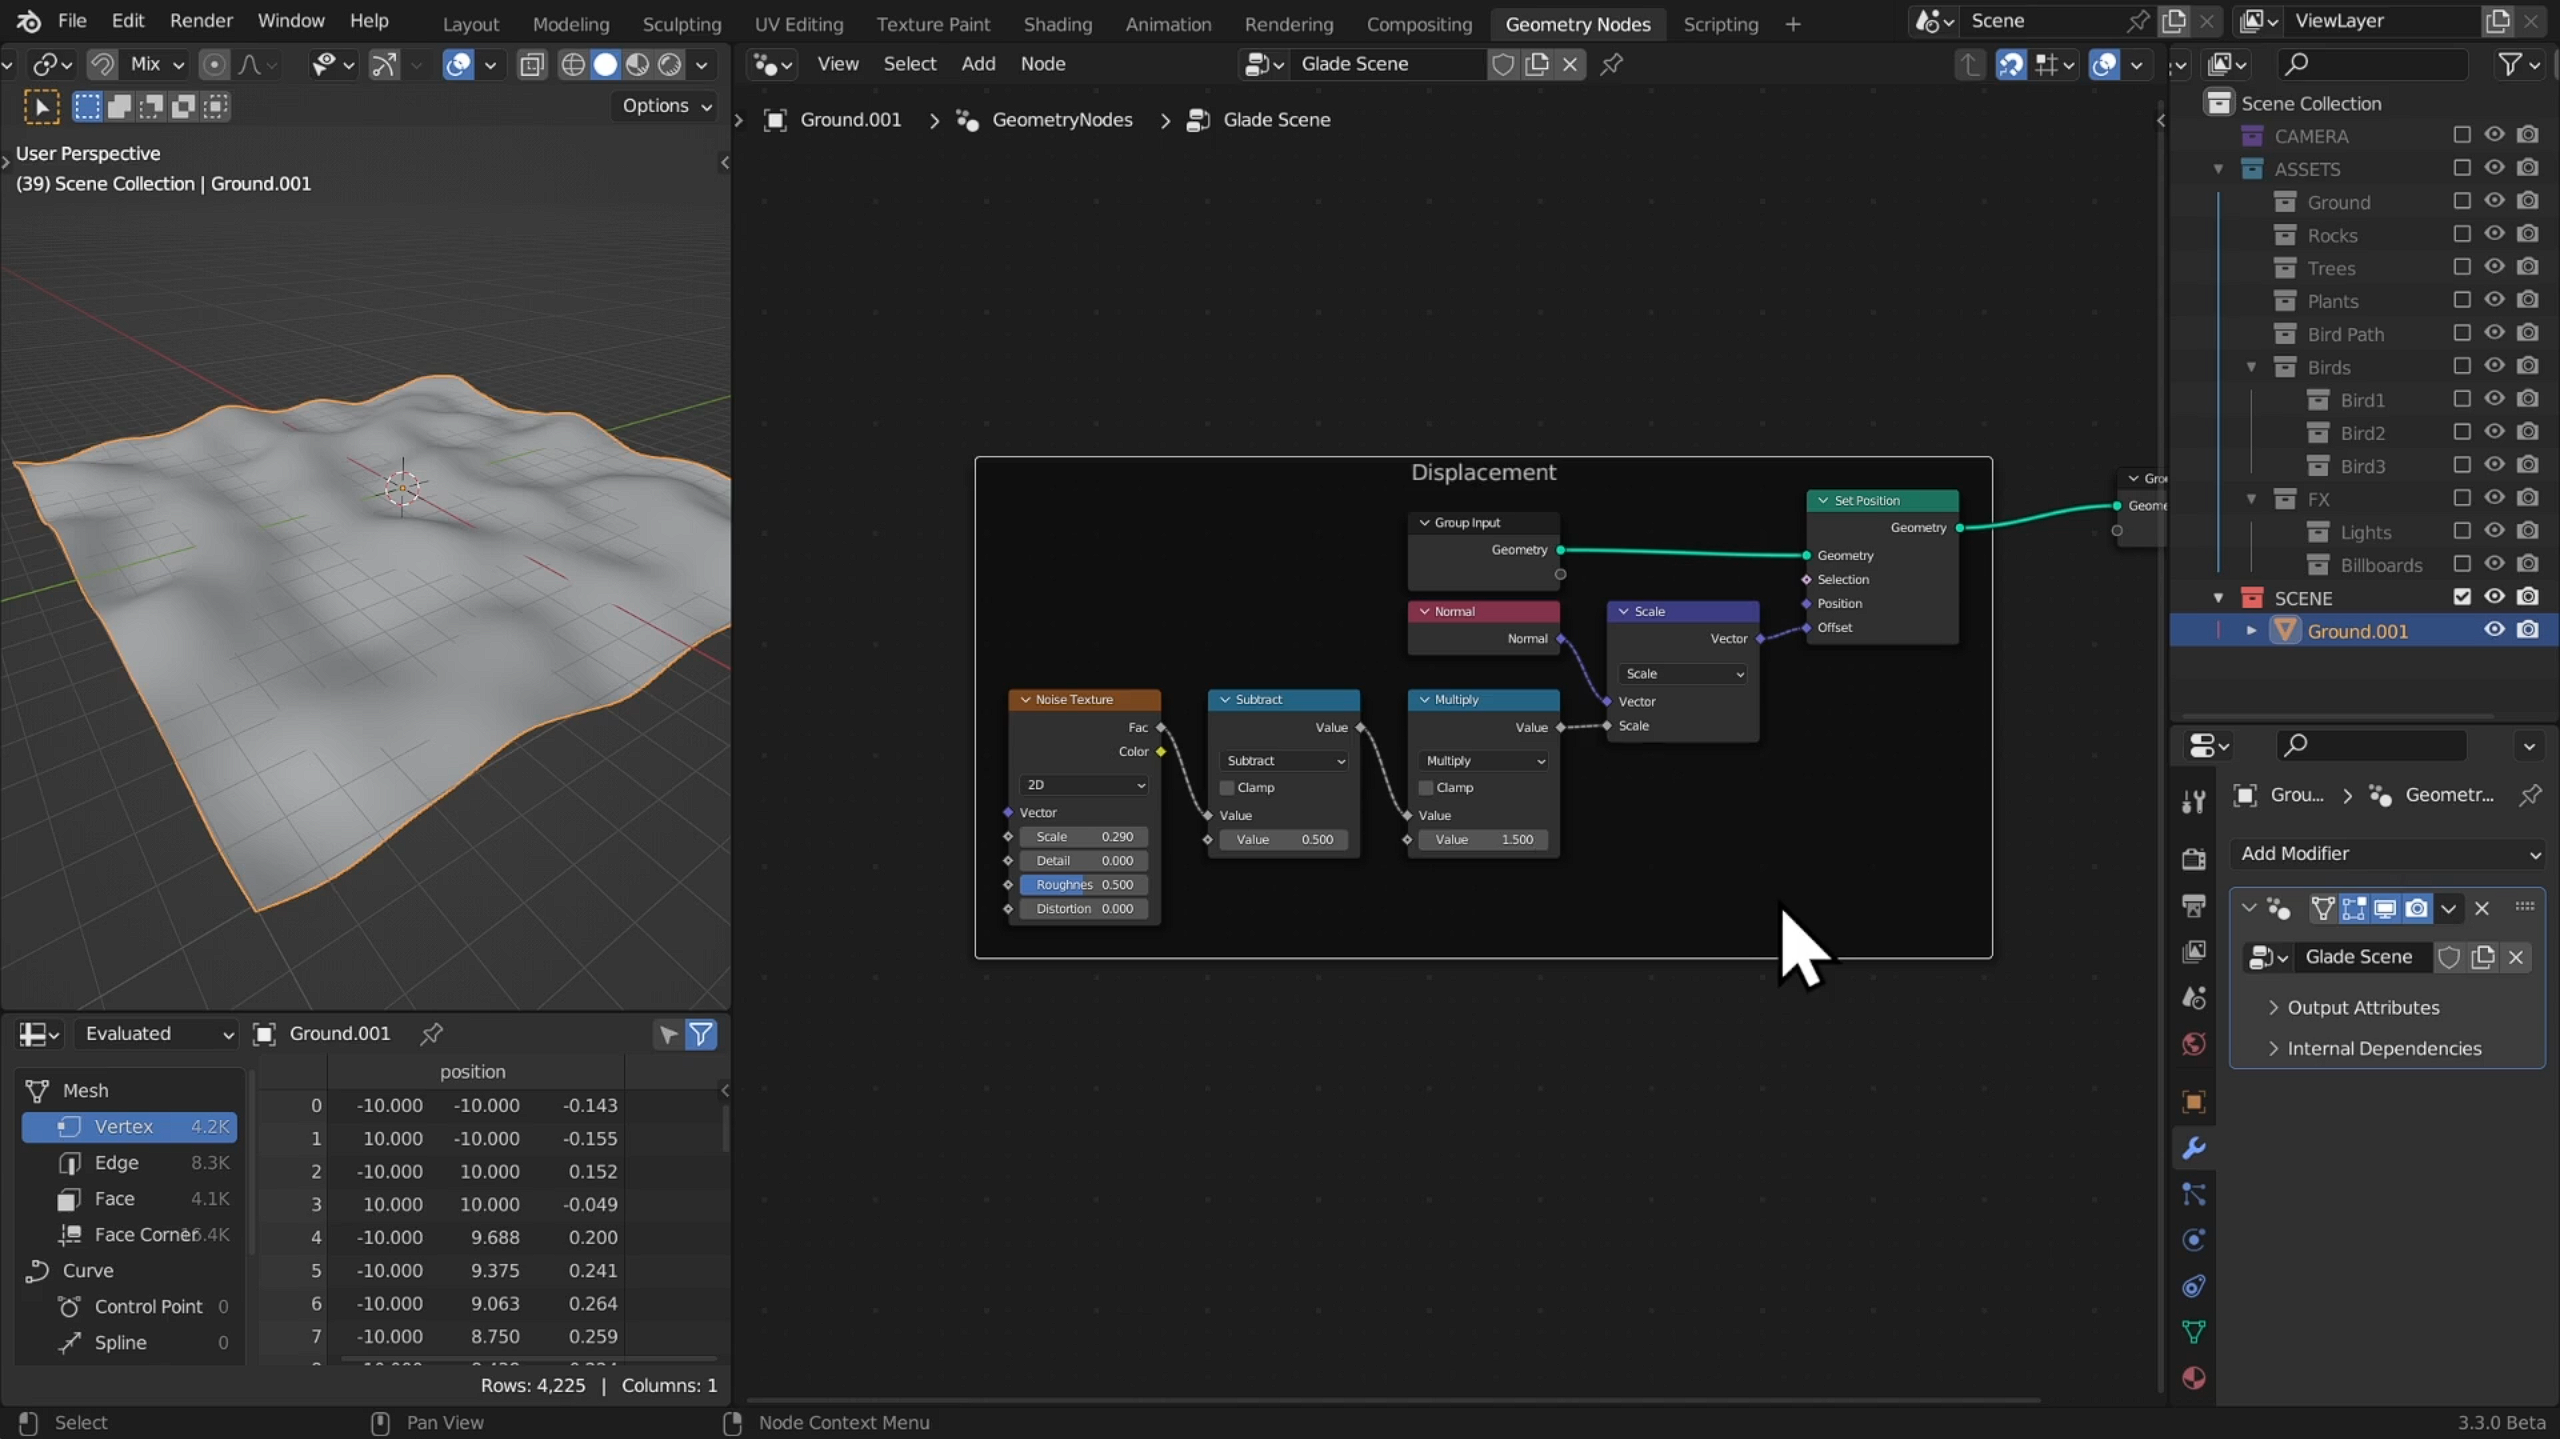 File Edit Render Window Help Layout Modeling Sculpting UV Editing Texture Paint Shading Animation Rendering Compositing Geometry Nodes Scripting + Scene ViewLayer
Mix View Select Add Node Glade Scene
Options
Ground.001 GeometryNodes Glade Scene
User Perspective
(39) Scene Collection | Ground.001
Scene Collection
CAMERA
ASSETS
Ground
Rocks
Trees
Plants
Bird Path
Birds
Bird1
Bird2
Bird3
FX
Lights
Billboards
SCENE
Ground.001
Displacement
Group Input
Geometry
Normal
Normal
Set Position
Geometry
Geometry
Selection
Position
Offset
Scale
Vector
Scale
Vector
Scale
Noise Texture
Fac
Color
2D
Vector
Scale 0.290
Detail 0.000
Roughnes 0.500
Distortion 0.000
Subtract
Value
Subtract
Clamp
Value
Value 0.500
Multiply
Value
Multiply
Clamp
Value
Value 1.500
Gro
Geome
Grou... Geometr...
Add Modifier
Glade Scene
Output Attributes
Internal Dependencies
Evaluated Ground.001
Mesh
Vertex 4.2K
Edge 8.3K
Face 4.1K
Face Corner 6.4K
Curve
Control Point 0
Spline 0
position
0 -10.000 -10.000 -0.143
1 10.000 -10.000 -0.155
2 -10.000 10.000 0.152
3 10.000 10.000 -0.049
4 -10.000 9.688 0.200
5 -10.000 9.375 0.241
6 -10.000 9.063 0.264
7 -10.000 8.750 0.259
Rows: 4,225 | Columns: 1
Select Pan View Node Context Menu 3.3.0 Beta